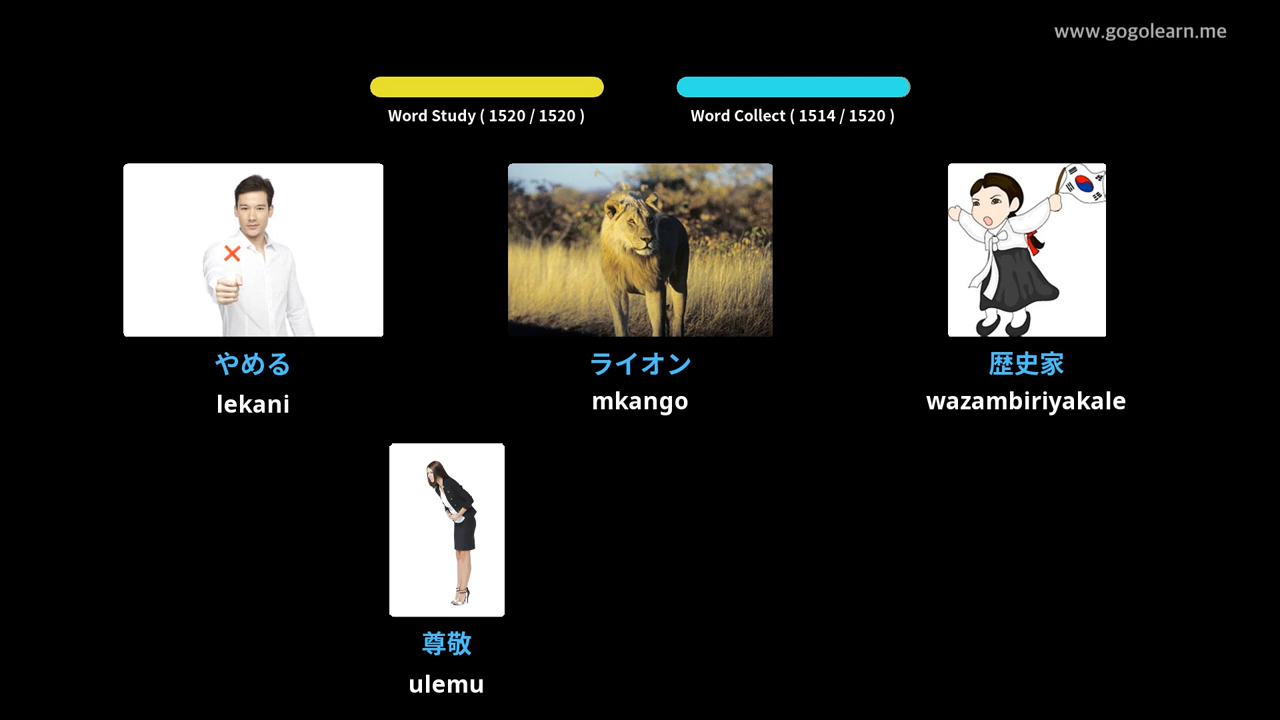 www.gogolearn.me
Word Study ( 1520 / 1520 )
Word Collect ( 1514 / 1520 )
やめる
lekani
ライオン
mkango
歴史家
wazambiriyakale
尊敬
ulemu